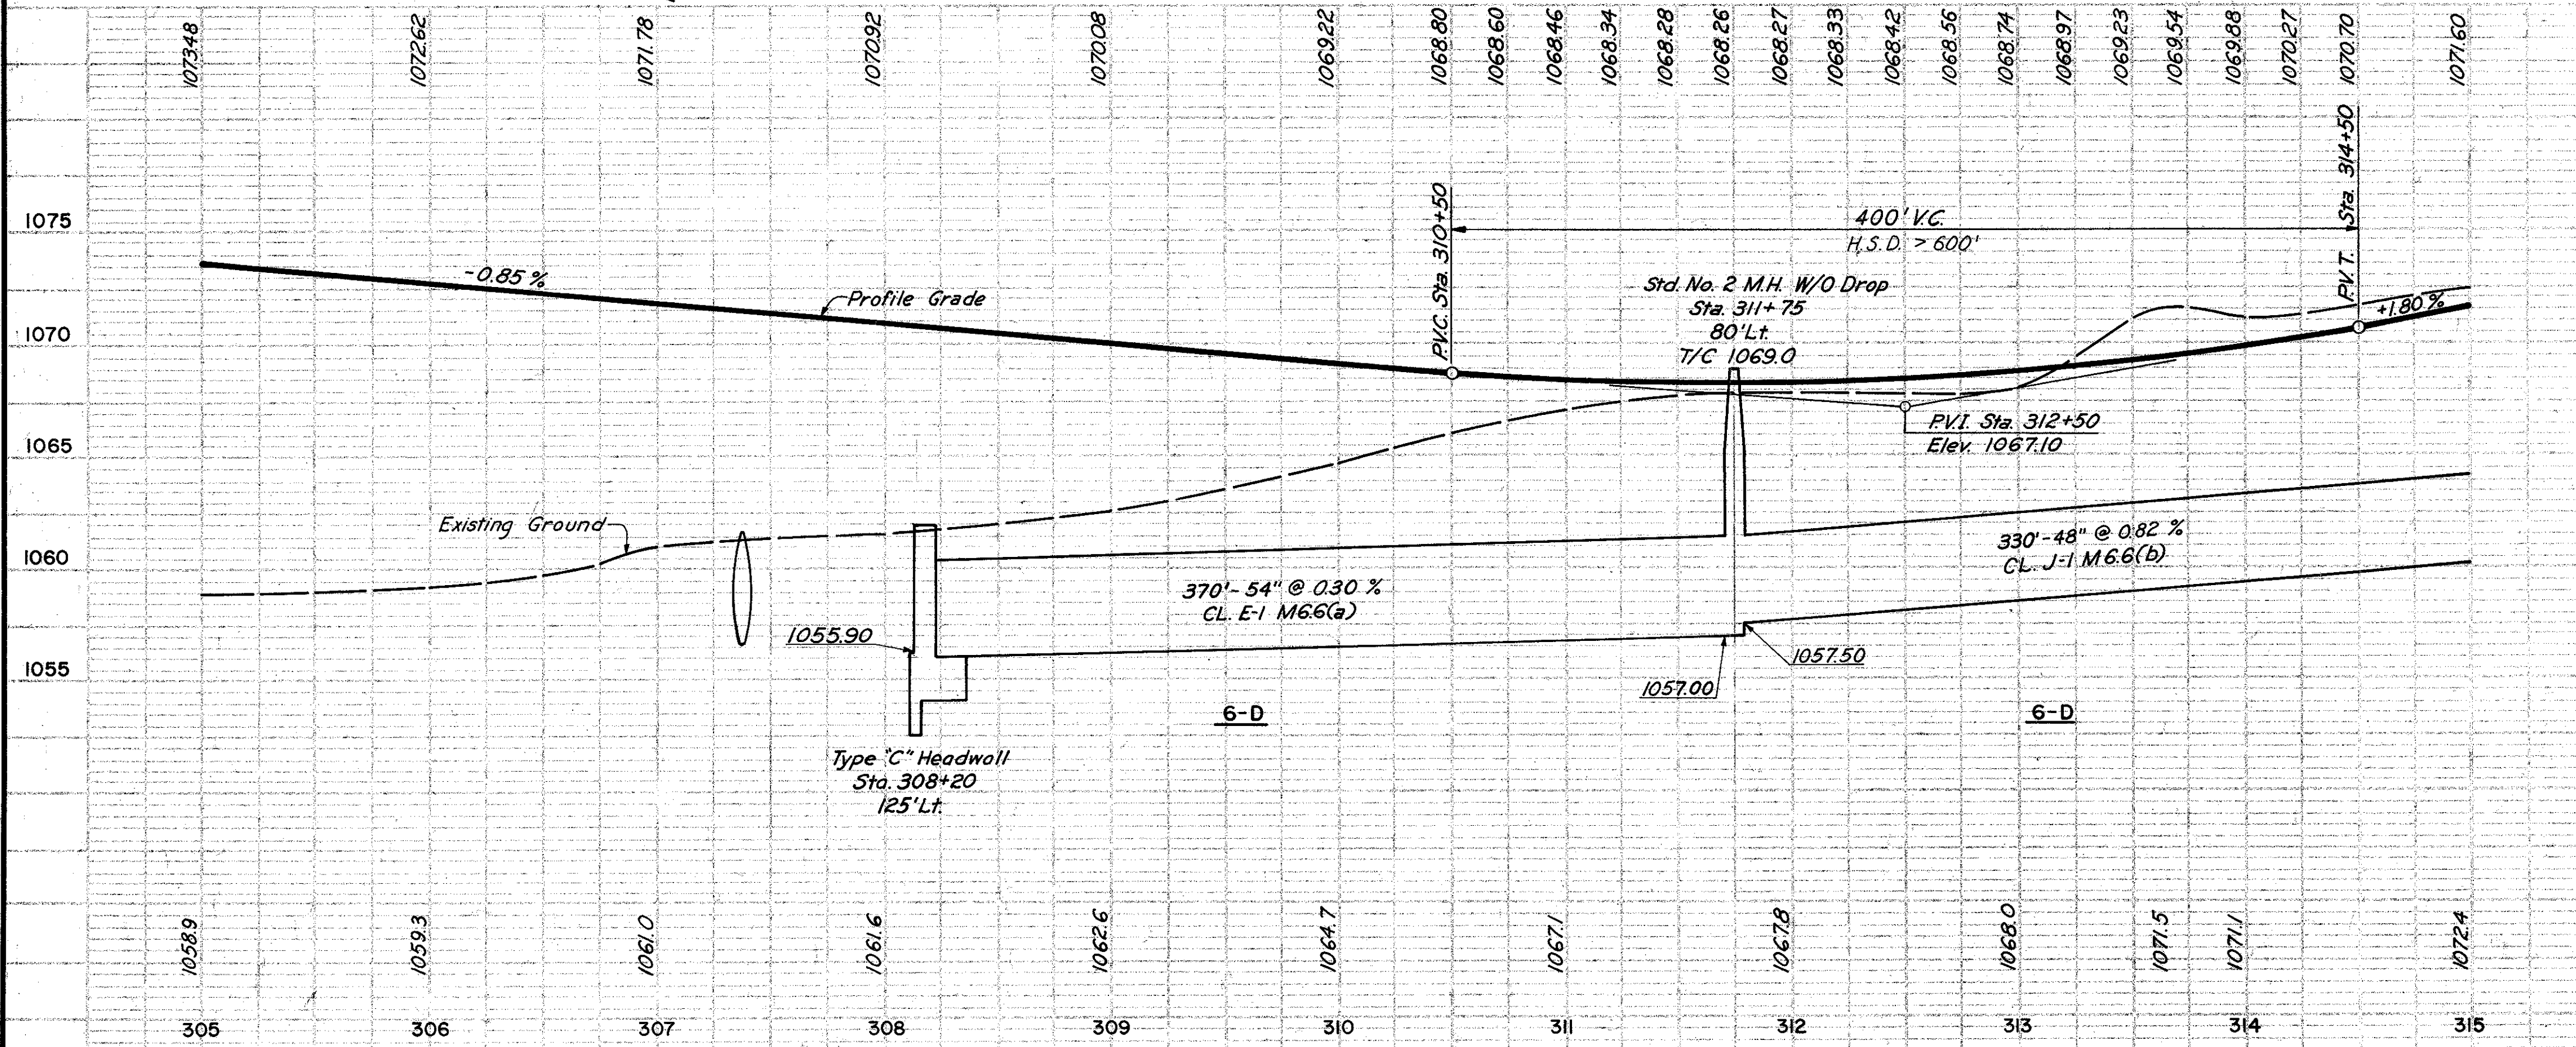 1073.48
1072.62
1071.78
1070.92
1070.08
1069.22
1068.80
1068.60
1068.46
1068.34
1068.28
1068.26
1068.27
1068.33
1068.42
1068.56
1068.74
1068.97
1069.23
1069.54
1069.88
1070.27
1070.70
1071.60
1075
1070
1065
1060
1055
-0.85 %
Profile Grade
P.V.C. Sta. 310+50
400' V.C.
H.S.D. > 600'
P.V.T. Sta. 314+50
+1.80 %
Std. No. 2 M.H. W/O Drop
Sta. 311+75
80' Lt.
T/C 1069.0
P.V.I. Sta. 312+50
Elev. 1067.10
Existing Ground
1055.90
370'-54" @ 0.30 %
CL. E-1 M6.6(a)
330'-48" @ 0.82 %
CL. J-1 M6.6(b)
1057.00
1057.50
6-D
6-D
Type "C" Headwall
Sta. 308+20
125' Lt.
1058.9
1059.3
1061.0
1061.6
1062.6
1064.7
1067.1
1067.8
1068.0
1071.5
1071.1
1072.4
305
306
307
308
309
310
311
312
313
314
315